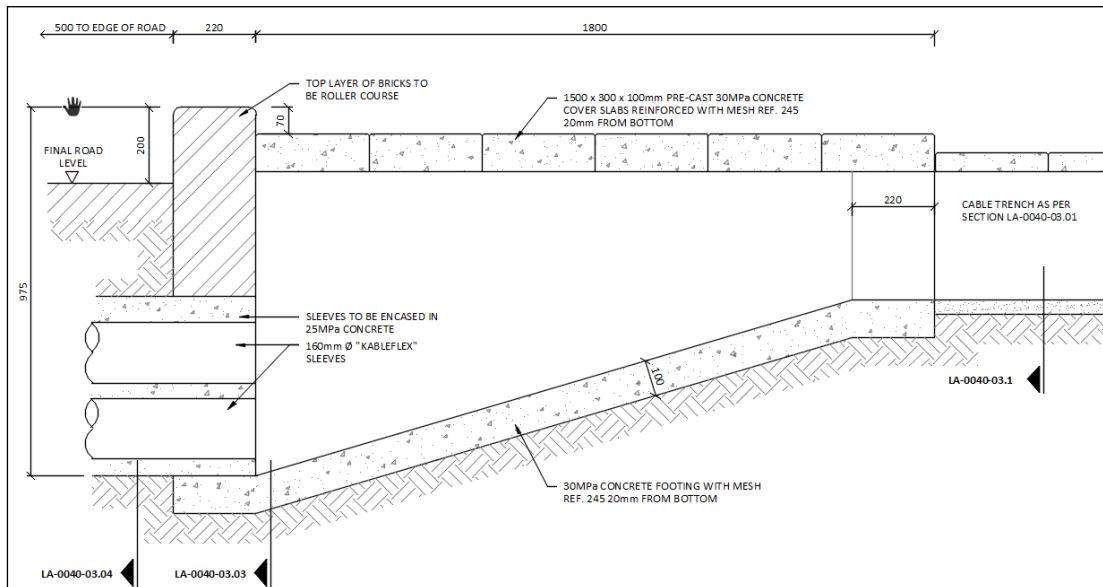 500 TO EDGE OF ROAD
220
1800
TOP LAYER OF BRICKS TO
BE ROLLER COURSE
1500 x 300 x 100mm PRE-CAST 30MPa CONCRETE
COVER SLABS REINFORCED WITH MESH REF. 245
20mm FROM BOTTOM
70
200
FINAL ROAD
LEVEL
220
CABLE TRENCH AS PER
SECTION LA-0040-03.01
975
SLEEVES TO BE ENCASED IN
25MPa CONCRETE
160mm Ø "KABLEFLEX"
SLEEVES
100
LA-0040-03.1
30MPa CONCRETE FOOTING WITH MESH
REF. 245 20mm FROM BOTTOM
LA-0040-03.04
LA-0040-03.03